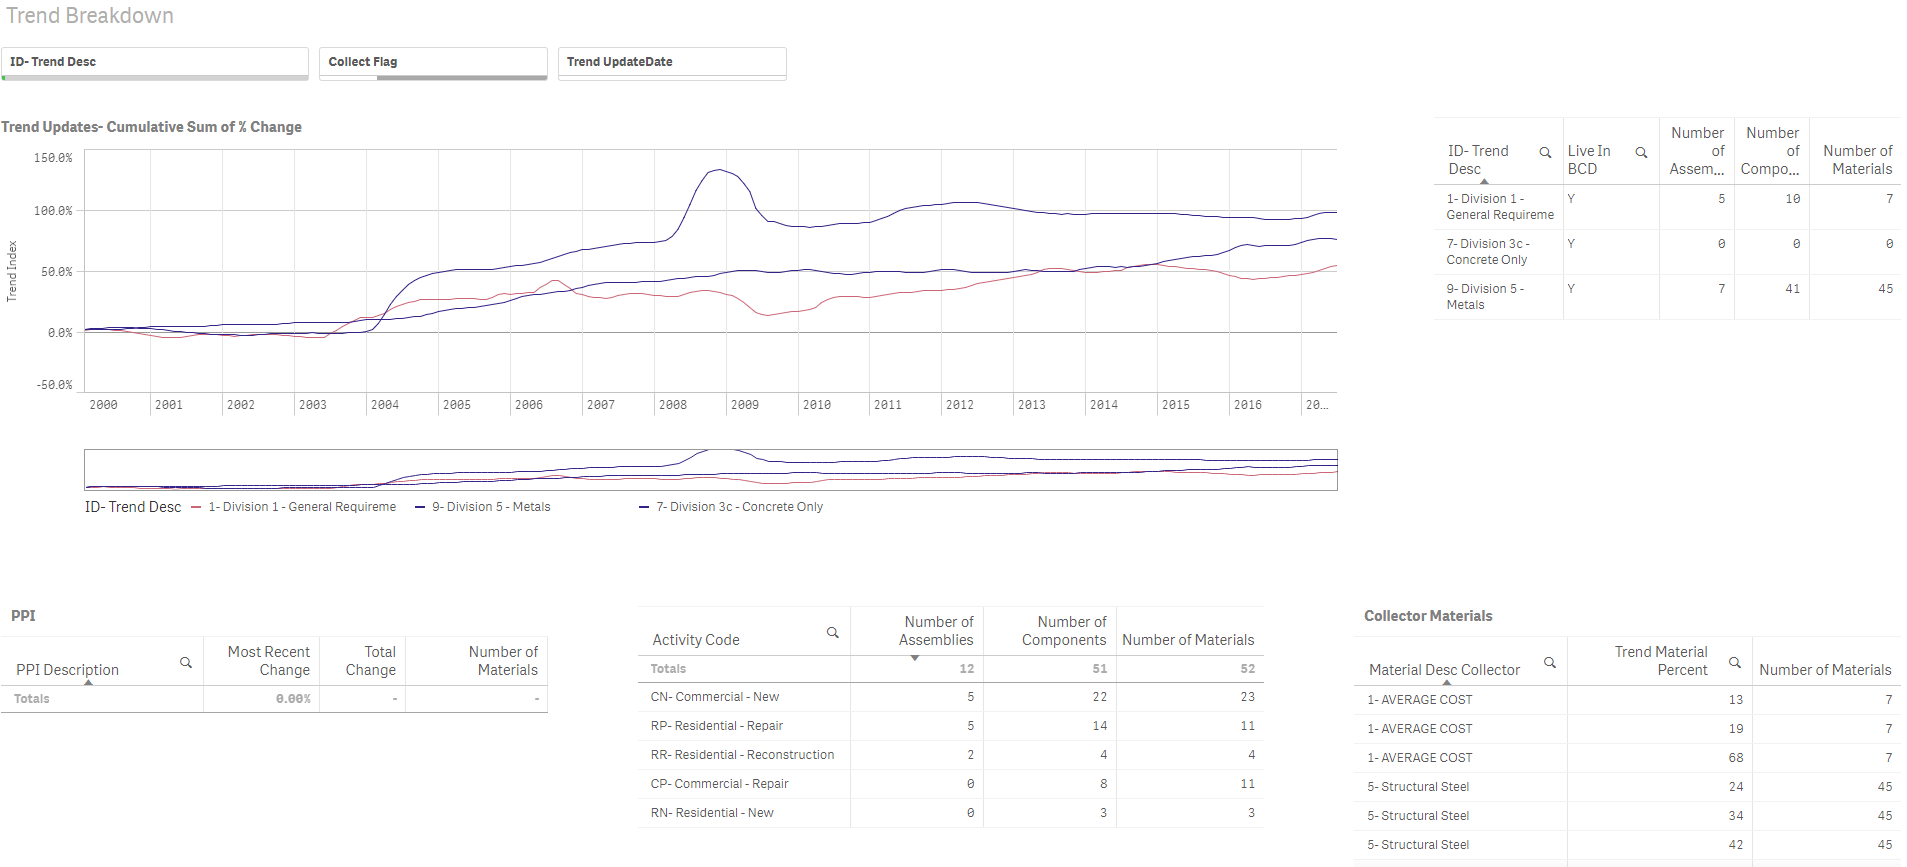 Trend Breakdown
ID- Trend Desc
Collect Flag
Trend UpdateDate
Trend Updates- Cumulative Sum of % Change
Trend Index
150.0%
100.0%
50.0%
0.0%
-50.0%
2000 2001 2002 2003 2004 2005 2006 2007 2008 2009 2010 2011 2012 2013 2014 2015 2016 20...
ID- Trend Desc 1- Division 1 - General Requireme 9- Division 5 - Metals 7- Division 3c - Concrete Only
ID- Trend Desc
Live In BCD
Number of Assem...
Number of Compo...
Number of Materials
1- Division 1 - General Requireme Y 5 10 7
7- Division 3c - Concrete Only Y 0 0 0
9- Division 5 - Metals Y 7 41 45
PPI
PPI Description
Most Recent Change
Total Change
Number of Materials
Totals 0.00% - -
Activity Code
Number of Assemblies
Number of Components
Number of Materials
Totals 12 51 52
CN- Commercial - New 5 22 23
RP- Residential - Repair 5 14 11
RR- Residential - Reconstruction 2 4 4
CP- Commercial - Repair 0 8 11
RN- Residential - New 0 3 3
Collector Materials
Material Desc Collector
Trend Material Percent
Number of Materials
1- AVERAGE COST 13 7
1- AVERAGE COST 19 7
1- AVERAGE COST 68 7
5- Structural Steel 24 45
5- Structural Steel 34 45
5- Structural Steel 42 45